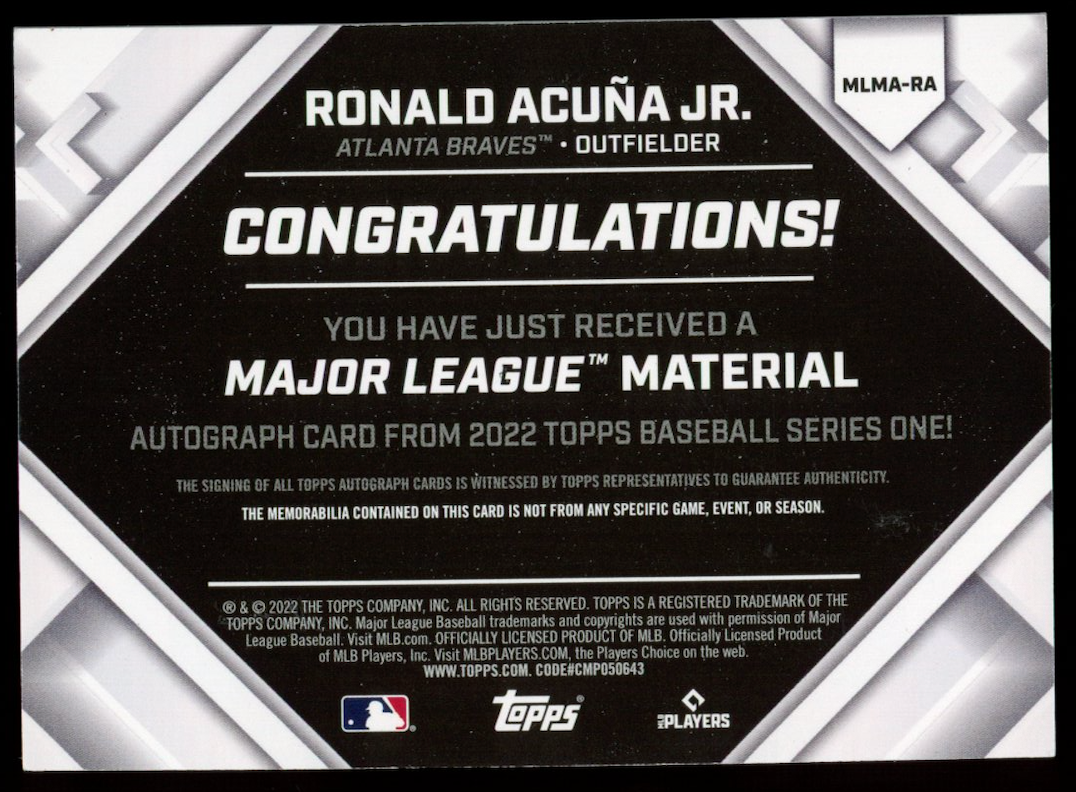 MLMA-RA
RONALD ACUÑA JR.
ATLANTA BRAVES™ • OUTFIELDER
CONGRATULATIONS!
YOU HAVE JUST RECEIVED A
MAJOR LEAGUE™ MATERIAL
AUTOGRAPH CARD FROM 2022 TOPPS BASEBALL SERIES ONE!
THE SIGNING OF ALL TOPPS AUTOGRAPH CARDS IS WITNESSED BY TOPPS REPRESENTATIVES TO GUARANTEE AUTHENTICITY.
THE MEMORABILIA CONTAINED ON THIS CARD IS NOT FROM ANY SPECIFIC GAME, EVENT, OR SEASON.
® & © 2022 THE TOPPS COMPANY, INC. ALL RIGHTS RESERVED. TOPPS IS A REGISTERED TRADEMARK OF THE
TOPPS COMPANY, INC. Major League Baseball trademarks and copyrights are used with permission of Major
League Baseball. Visit MLB.com. OFFICIALLY LICENSED PRODUCT OF MLB. Officially Licensed Product
of MLB Players, Inc. Visit MLBPLAYERS.COM, the Players Choice on the web.
WWW.TOPPS.COM. CODE#CMP050643
® topps® MLB PLAYERS